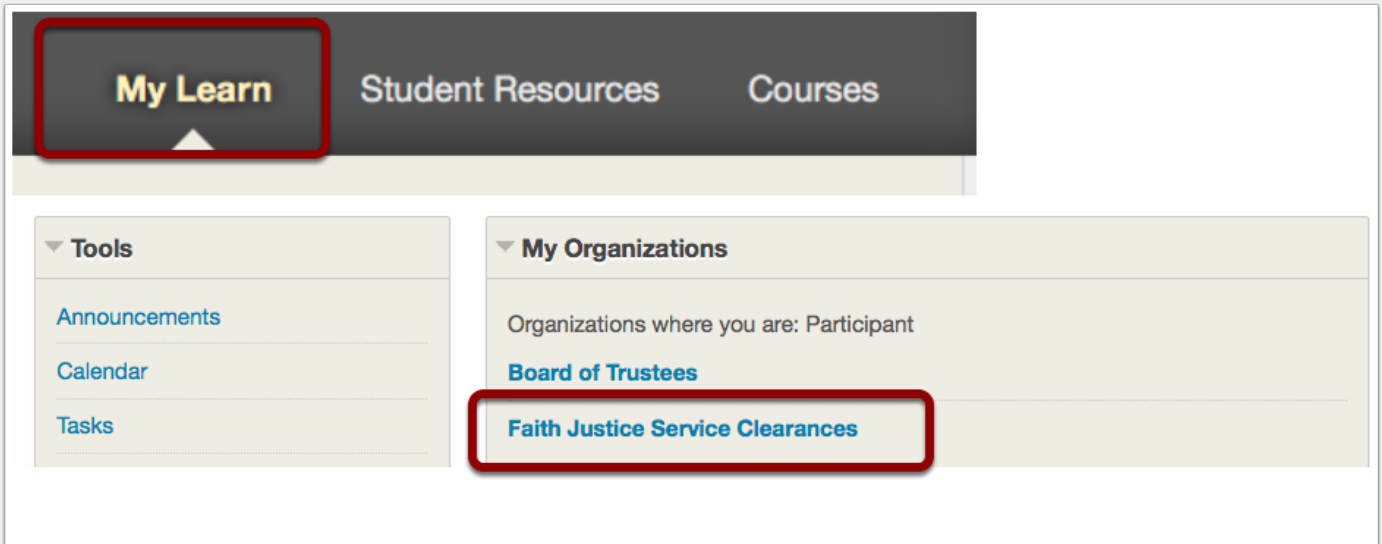 My Learn Student Resources Courses
Tools
Announcements
Calendar
Tasks
My Organizations
Organizations where you are: Participant
Board of Trustees
Faith Justice Service Clearances